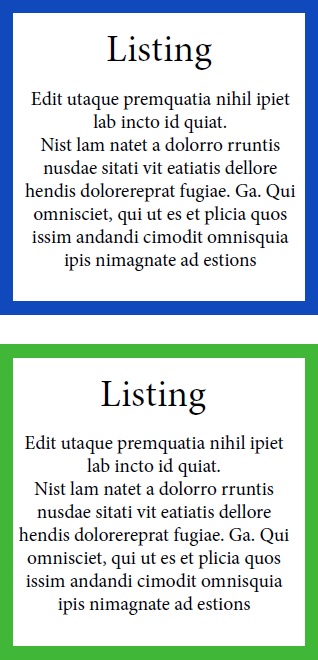 Listing
Edit utaque premquatia nihil ipiet
lab incto id quiat.
Nist lam natet a dolorro rruntis
nusdae sitati vit eatiatis dellore
hendis dolorereprat fugiae. Ga. Qui
omnisciet, qui ut es et plicia quos
issim andandi cimodit omnisquia
ipis nimagnate ad estions
Listing
Edit utaque premquatia nihil ipiet
lab incto id quiat.
Nist lam natet a dolorro rruntis
nusdae sitati vit eatiatis dellore
hendis dolorereprat fugiae. Ga. Qui
omnisciet, qui ut es et plicia quos
issim andandi cimodit omnisquia
ipis nimagnate ad estions